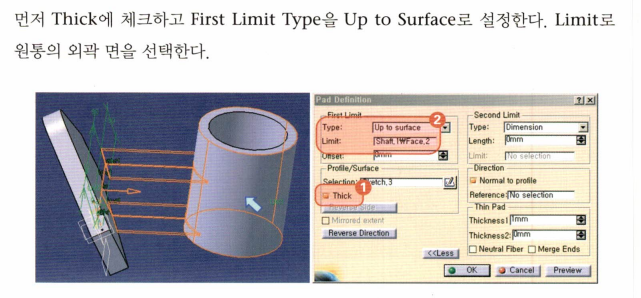 먼저 Thick에 체크하고 First Limit Type을 Up to Surface로 설정한다. Limit로
원통의 외곽 면을 선택한다.
Pad Definition
First Limit
Type: Up to surface
Limit: Shaft,1₩Face,2
Offset: 0mm
2
Second Limit
Type: Dimension
Length: 0mm
Limit: No selection
Profile/Surface
Selection: Sketch,3
1
Thick
Reverse Side
Mirrored extent
Reverse Direction
Direction
Normal to profile
Reference: No selection
Thin Pad
Thickness1 1mm
Thickness2: 0mm
Neutral Fiber Merge Ends
<<Less
OK Cancel Preview